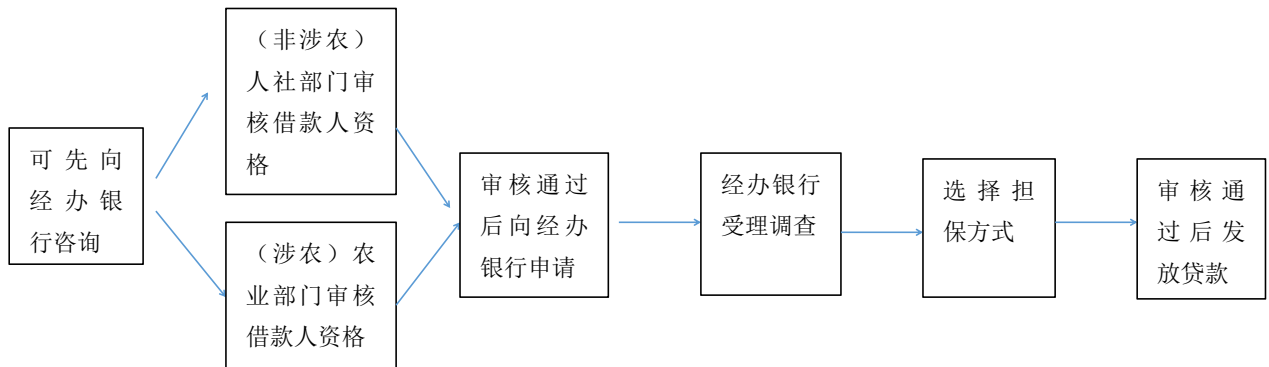 可先向
经办银
行咨询
（非涉农）
人社部门审
核借款人资
格
（涉农）农
业部门审核
借款人资格
审核通过
后向经办
银行申请
经办银行
受理调查
选择担
保方式
审核通
过后发
放贷款